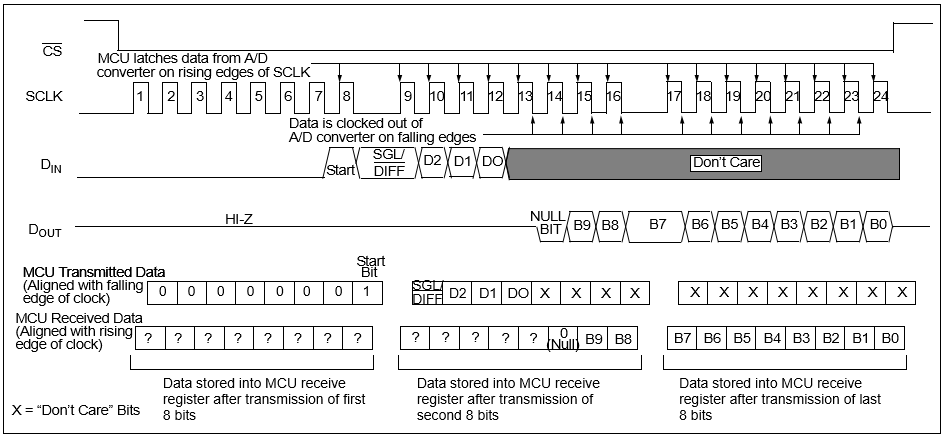 CS
MCU latches data from A/D
converter on rising edges of SCLK
SCLK
1 2 3 4 5 6 7 8 9 10 11 12 13 14 15 16 17 18 19 20 21 22 23 24
Data is clocked out of
A/D converter on falling edges
DIN
Start SGL/DIFF D2 D1 DO Don't Care
DOUT
HI-Z
NULL BIT B9 B8 B7 B6 B5 B4 B3 B2 B1 B0
MCU Transmitted Data
(Aligned with falling
edge of clock)
Start
Bit
0 0 0 0 0 0 0 1
SGL/DIFF D2 D1 DO X X X X
X X X X X X X X
MCU Received Data
(Aligned with rising
edge of clock)
? ? ? ? ? ? ? ?
? ? ? ? ? 0 (Null) B9 B8
B7 B6 B5 B4 B3 B2 B1 B0
Data stored into MCU receive
register after transmission of first
8 bits
Data stored into MCU receive
register after transmission of
second 8 bits
Data stored into MCU receive
register after transmission of last
8 bits
X = “Don't Care” Bits